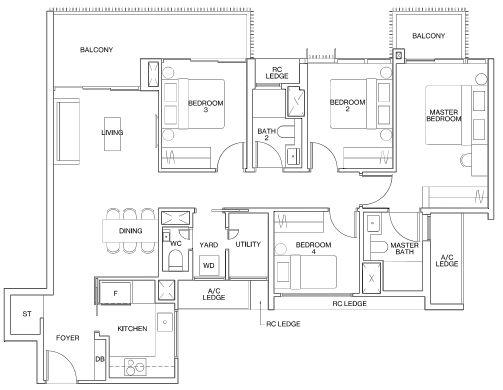 BALCONY
BALCONY
RC
LEDGE
BEDROOM
3
BEDROOM
2
MASTER
BEDROOM
LIVING
BATH
2
DINING
WC
YARD
UTILITY
BEDROOM
4
MASTER
BATH
A/C
LEDGE
WD
F
A/C
LEDGE
RC LEDGE
ST
KITCHEN
RC LEDGE
FOYER
DB